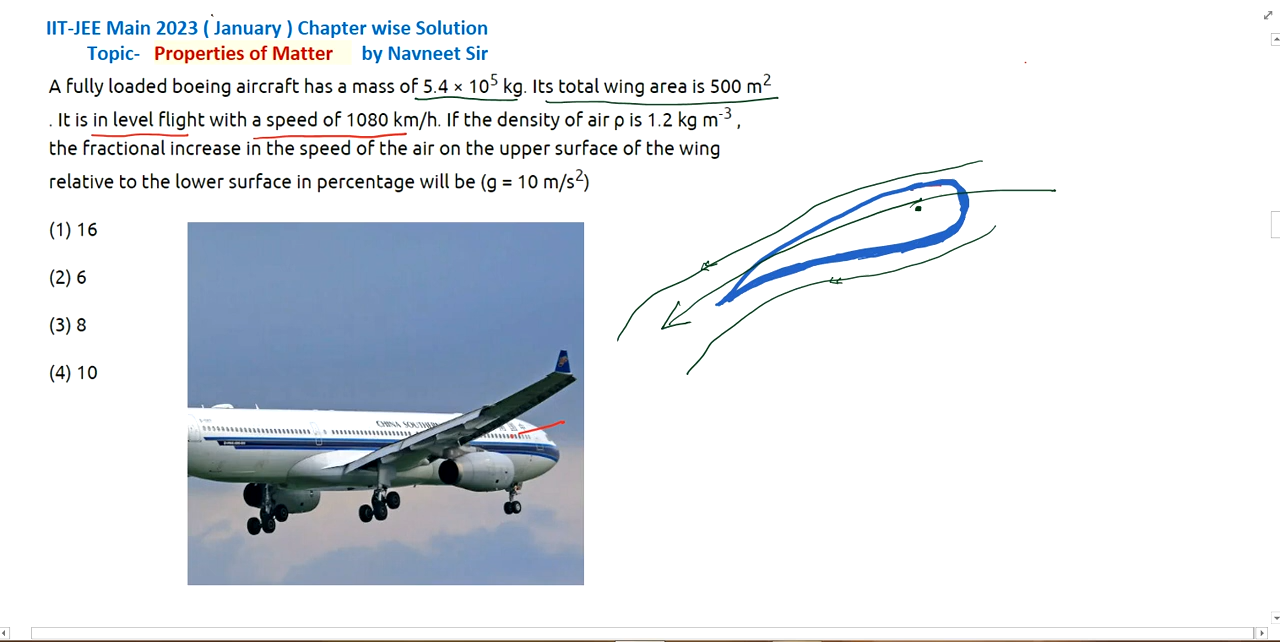 IIT-JEE Main 2023 ( January ) Chapter wise Solution
Topic- Properties of Matter by Navneet Sir
A fully loaded boeing aircraft has a mass of 5.4 × 10⁵ kg. Its total wing area is 500 m²
. It is in level flight with a speed of 1080 km/h. If the density of air ρ is 1.2 kg m⁻³ ,
the fractional increase in the speed of the air on the upper surface of the wing
relative to the lower surface in percentage will be (g = 10 m/s²)
(1) 16
(2) 6
(3) 8
(4) 10
CHINA SOUTHERN